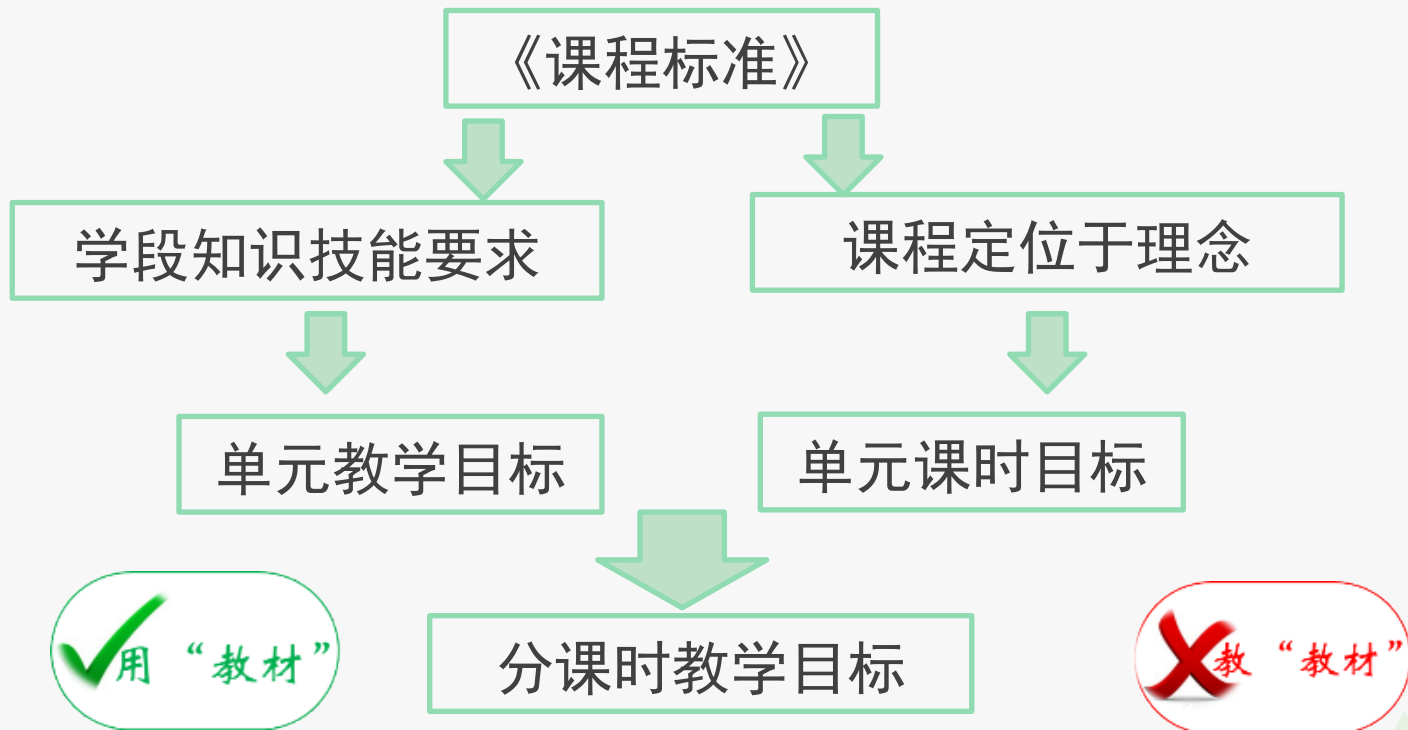 《课程标准》
学段知识技能要求
课程定位于理念
单元教学目标
单元课时目标
用“教材”
分课时教学目标
教“教材”